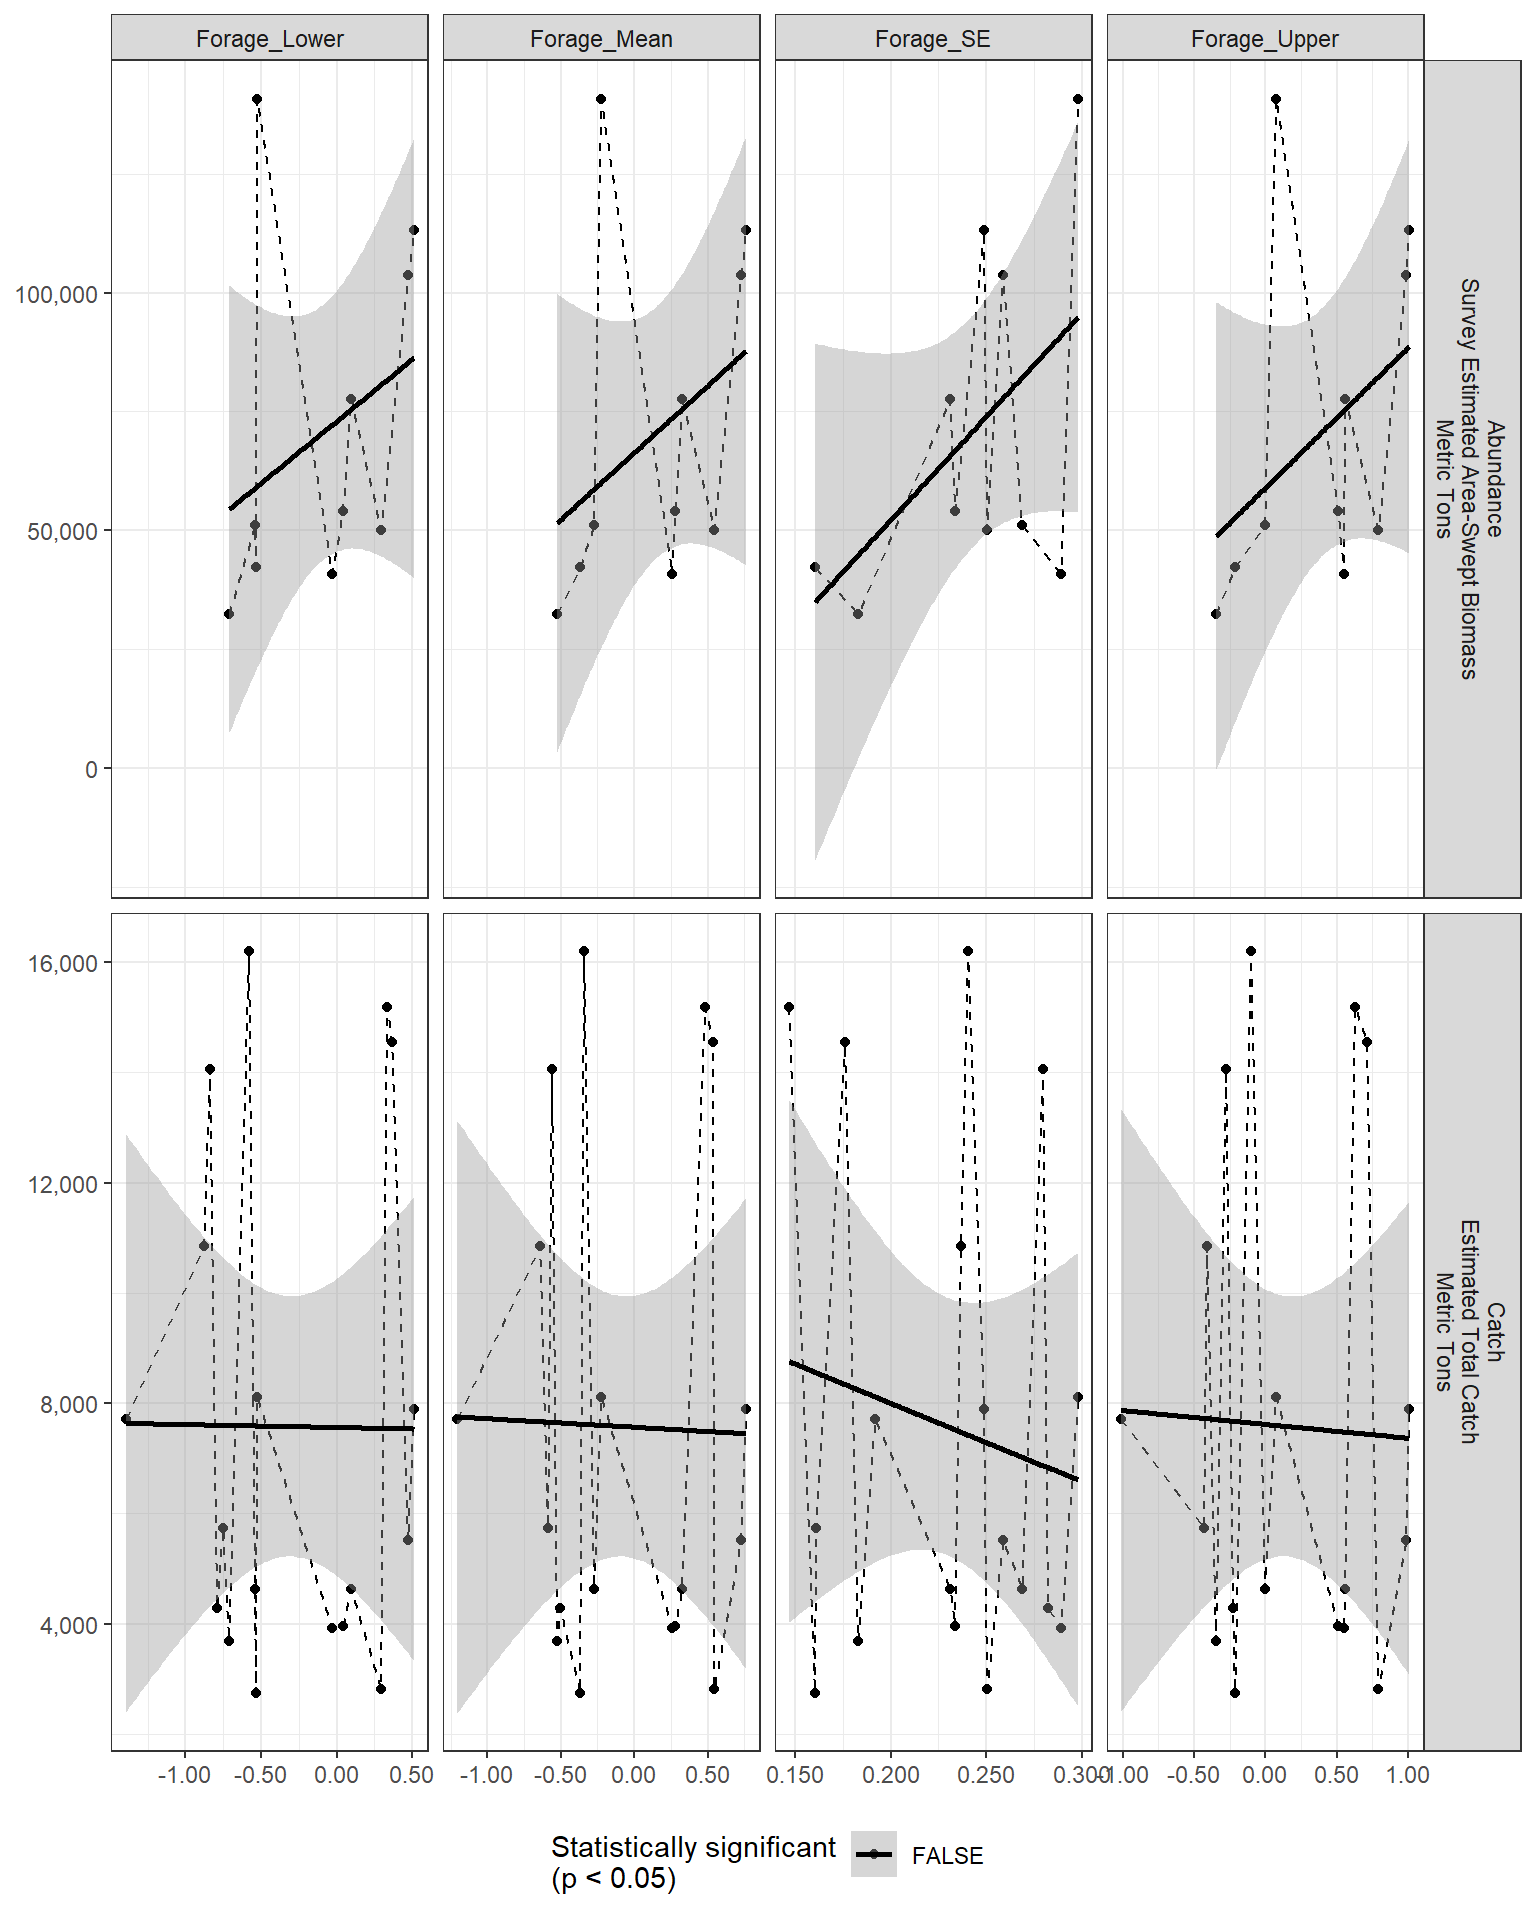 Forage_Lower
Forage_Mean
Forage_SE
Forage_Upper
100,000
50,000
0
Abundance
Survey Estimated Area-Swept Biomass
Metric Tons
16,000
12,000
8,000
4,000
Catch
Estimated Total Catch
Metric Tons
-1.00 -0.50 0.00 0.50
-1.00 -0.50 0.00 0.50
0.150 0.200 0.250 0.300
-1.00 -0.50 0.00 0.50 1.00
Statistically significant
(p < 0.05)
FALSE